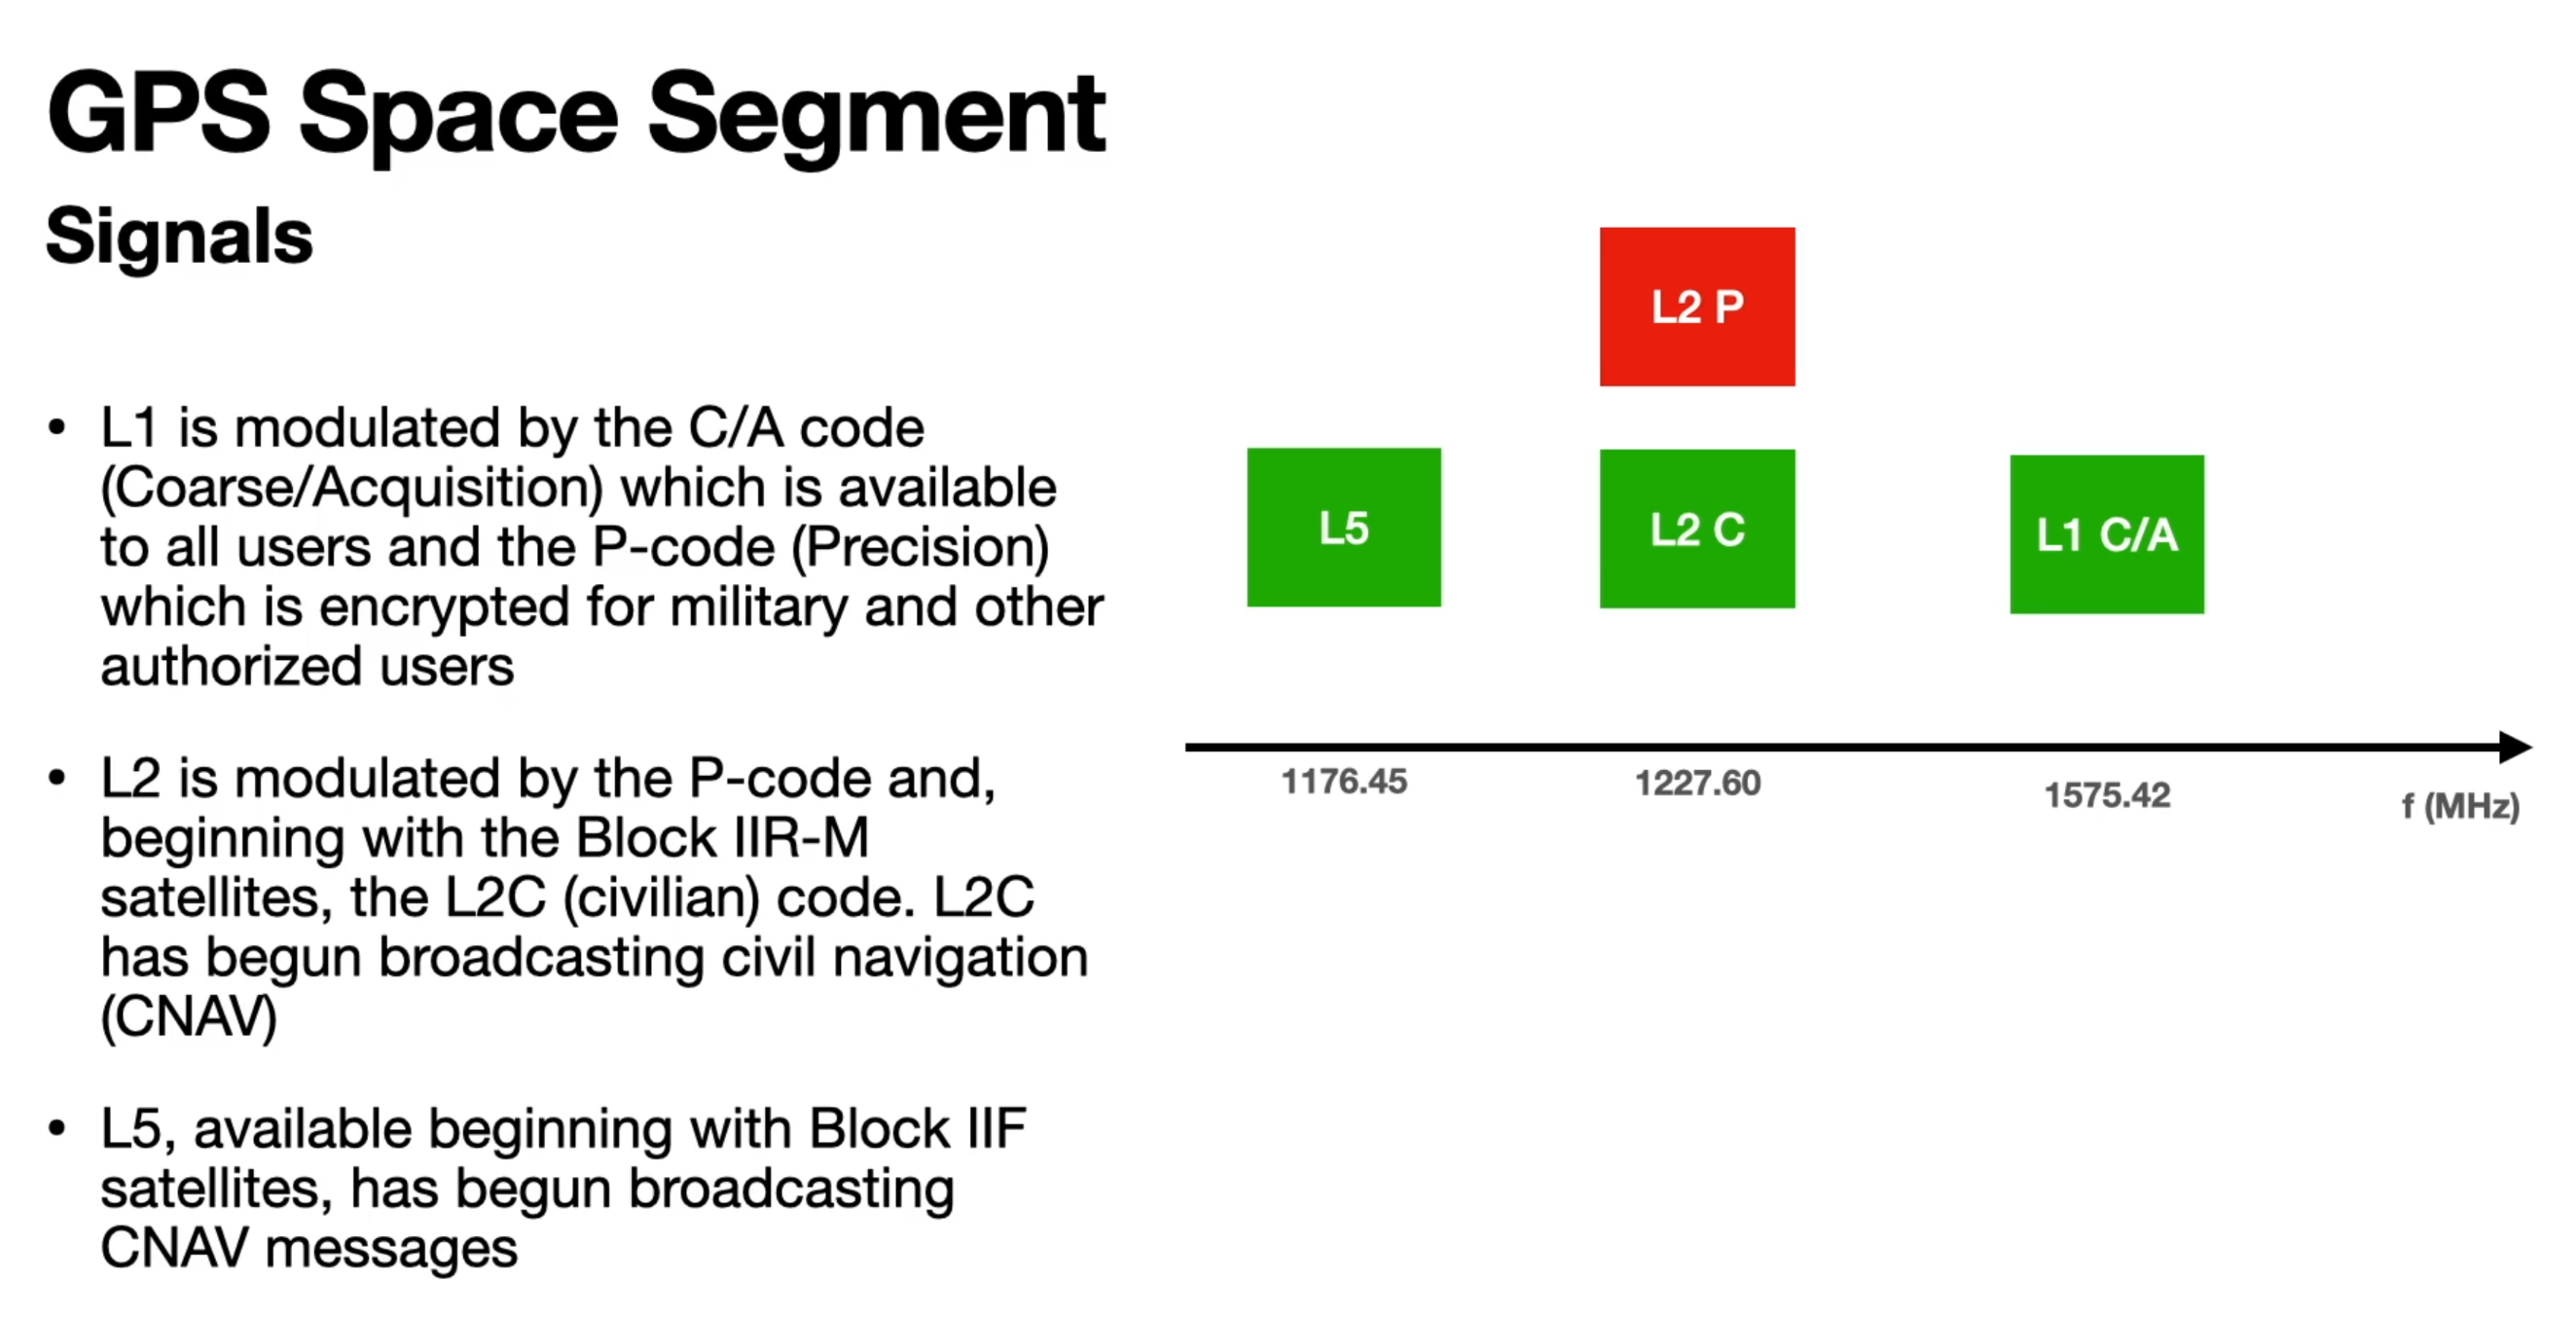 GPS Space Segment
Signals
• L1 is modulated by the C/A code
(Coarse/Acquisition) which is available
to all users and the P-code (Precision)
which is encrypted for military and other
authorized users
• L2 is modulated by the P-code and,
beginning with the Block IIR-M
satellites, the L2C (civilian) code. L2C
has begun broadcasting civil navigation
(CNAV)
• L5, available beginning with Block IIF
satellites, has begun broadcasting
CNAV messages
L2 P
L5
L2 C
L1 C/A
1176.45
1227.60
1575.42
f (MHz)